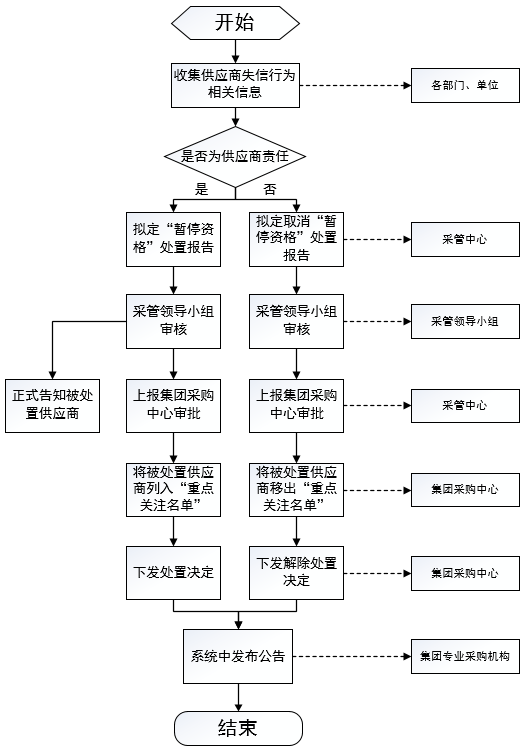 开始
收集供应商失信行为
相关信息
各部门、单位
是否为供应商责任
是
否
拟定“暂停资
格”处置报告
拟定取消“暂
停资格”处置
报告
采管中心
采管领导小组
审核
采管领导小组
审核
采管领导小组
正式告知被处
置供应商
上报集团采购
中心审批
上报集团采购
中心审批
采管中心
将被处置供应
商列入“重点
关注名单”
将被处置供应
商移出“重点
关注名单”
集团采购中心
下发处置决定
下发解除处置
决定
集团采购中心
系统中发布公告
集团专业采购机构
结束